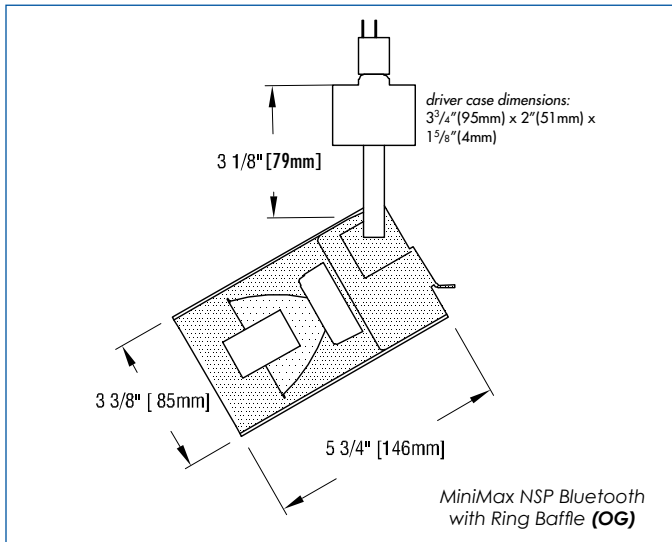 driver case dimensions:
3³/₄"(95mm) x 2"(51mm) x
1⁵/₈"(4mm)
3 1/8" [79mm]
3 3/8" [ 85mm]
5 3/4" [146mm]
MiniMax NSP Bluetooth
with Ring Baffle (OG)